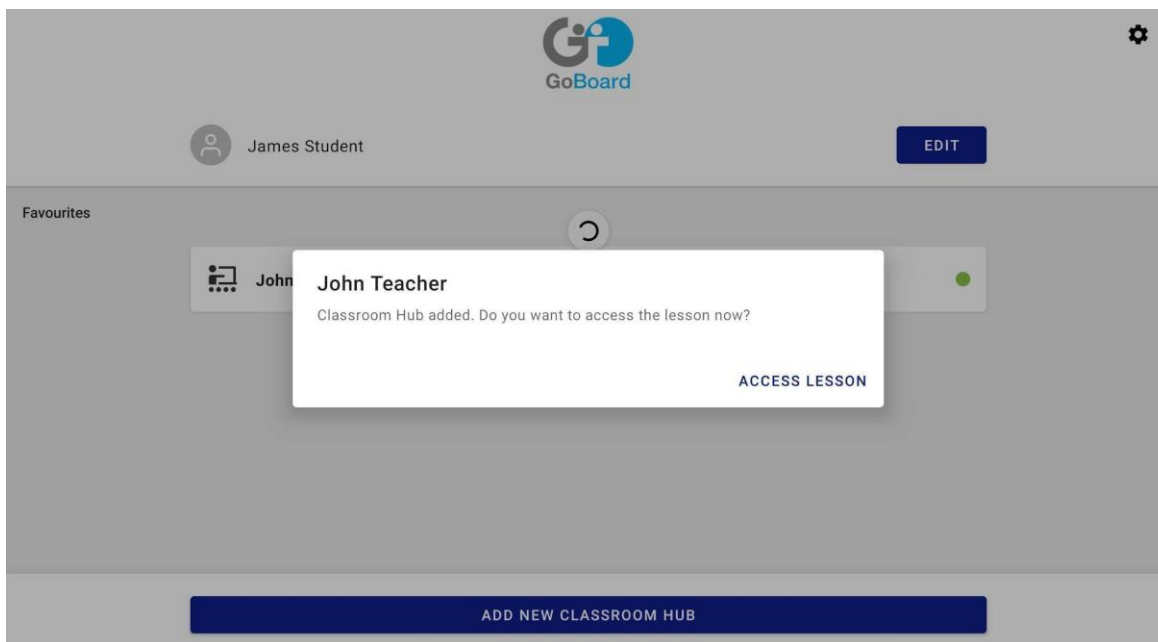 GoBoard
James Student
EDIT
Favourites
John
John Teacher
Classroom Hub added. Do you want to access the lesson now?
ACCESS LESSON
ADD NEW CLASSROOM HUB